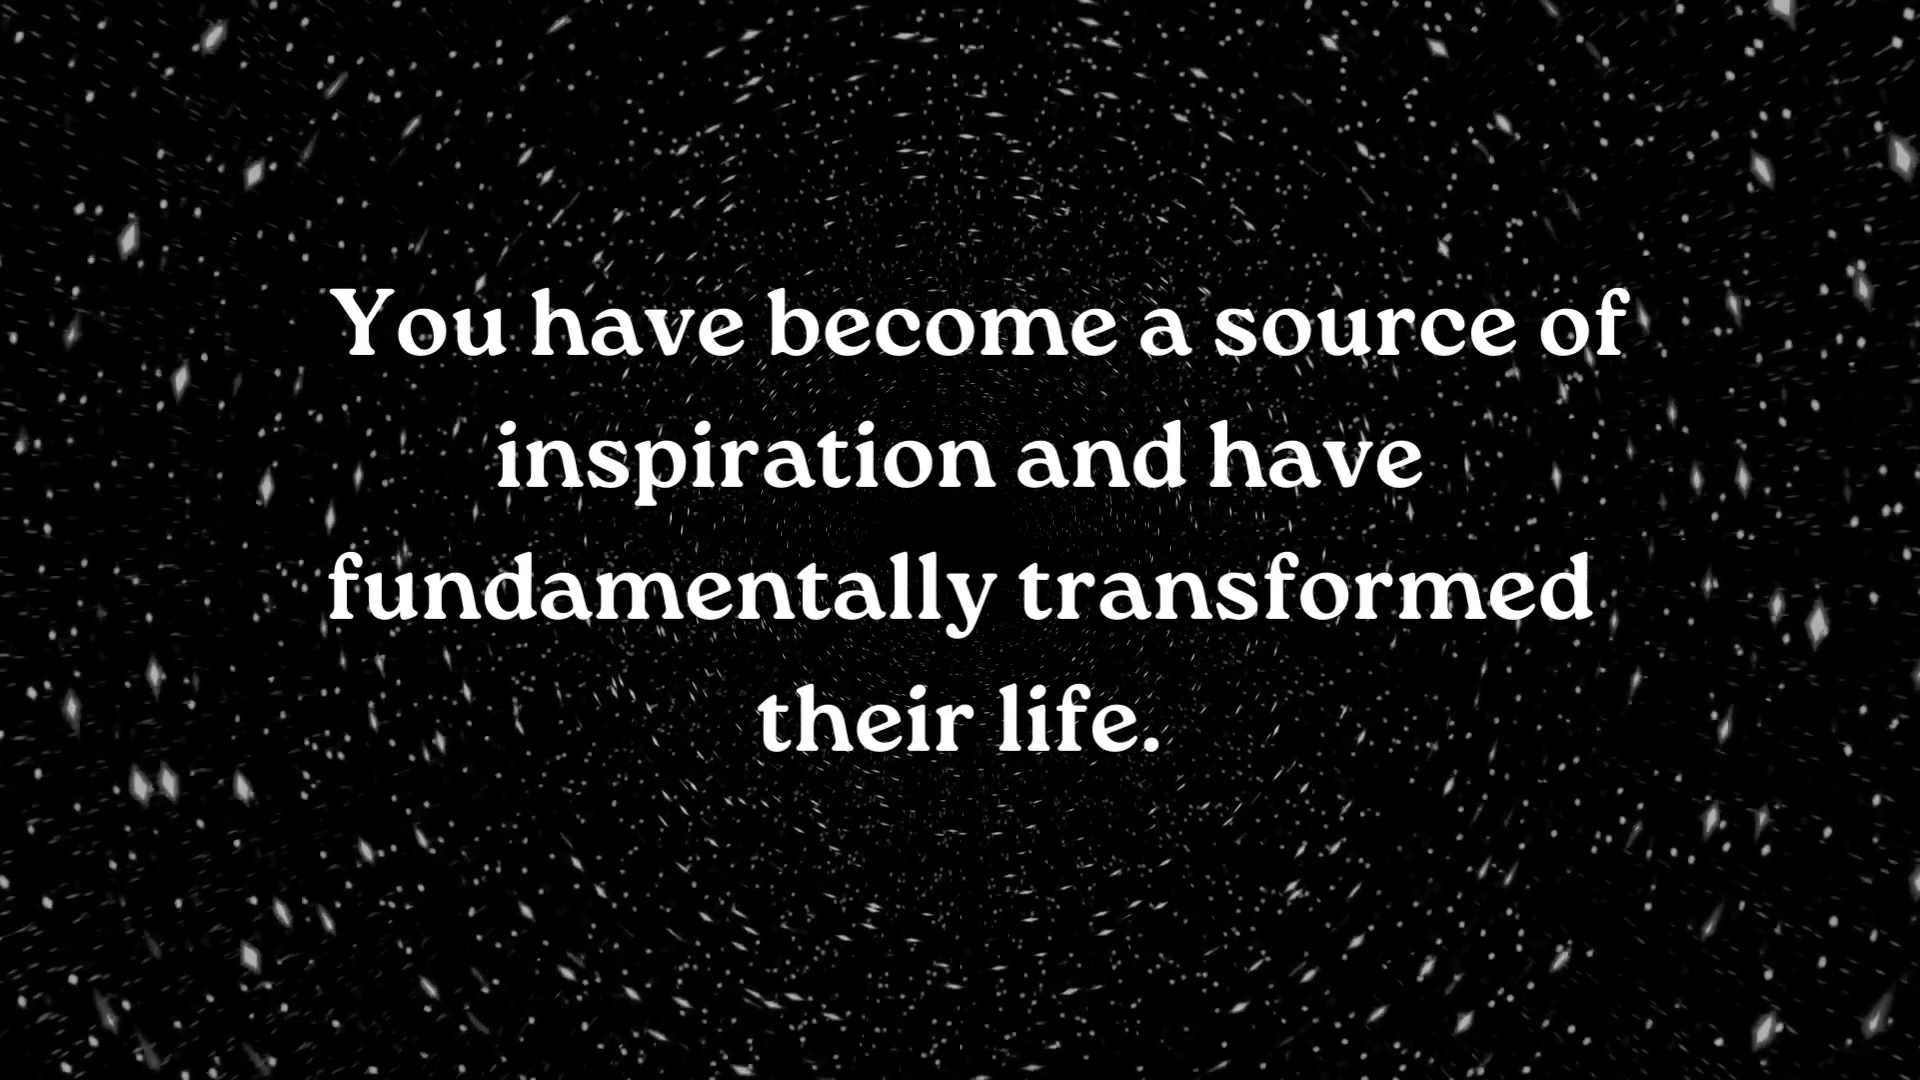 You have become a source of
inspiration and have
fundamentally transformed
their life.